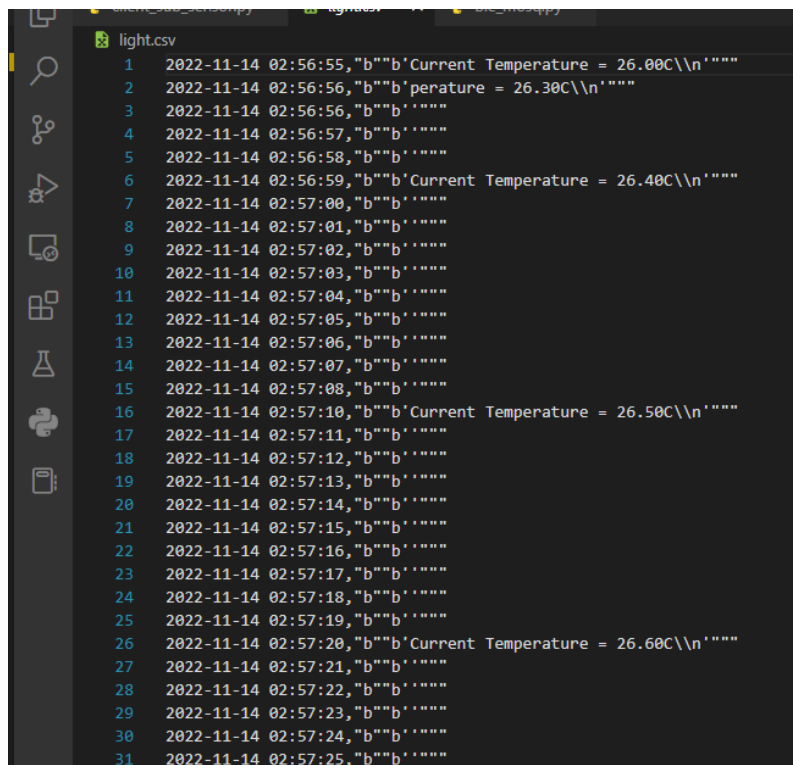 client_sub_sensor.py light.csv ble_mosq.py
light.csv
1 2022-11-14 02:56:55,"b""b'Current Temperature = 26.00C\\n'"""
2 2022-11-14 02:56:56,"b""b'perature = 26.30C\\n'"""
3 2022-11-14 02:56:56,"b""b''"""
4 2022-11-14 02:56:57,"b""b''"""
5 2022-11-14 02:56:58,"b""b''"""
6 2022-11-14 02:56:59,"b""b'Current Temperature = 26.40C\\n'"""
7 2022-11-14 02:57:00,"b""b''"""
8 2022-11-14 02:57:01,"b""b''"""
9 2022-11-14 02:57:02,"b""b''"""
10 2022-11-14 02:57:03,"b""b''"""
11 2022-11-14 02:57:04,"b""b''"""
12 2022-11-14 02:57:05,"b""b''"""
13 2022-11-14 02:57:06,"b""b''"""
14 2022-11-14 02:57:07,"b""b''"""
15 2022-11-14 02:57:08,"b""b''"""
16 2022-11-14 02:57:10,"b""b'Current Temperature = 26.50C\\n'"""
17 2022-11-14 02:57:11,"b""b''"""
18 2022-11-14 02:57:12,"b""b''"""
19 2022-11-14 02:57:13,"b""b''"""
20 2022-11-14 02:57:14,"b""b''"""
21 2022-11-14 02:57:15,"b""b''"""
22 2022-11-14 02:57:16,"b""b''"""
23 2022-11-14 02:57:17,"b""b''"""
24 2022-11-14 02:57:18,"b""b''"""
25 2022-11-14 02:57:19,"b""b''"""
26 2022-11-14 02:57:20,"b""b'Current Temperature = 26.60C\\n'"""
27 2022-11-14 02:57:21,"b""b''"""
28 2022-11-14 02:57:22,"b""b''"""
29 2022-11-14 02:57:23,"b""b''"""
30 2022-11-14 02:57:24,"b""b''"""
31 2022-11-14 02:57:25,"b""b''"""